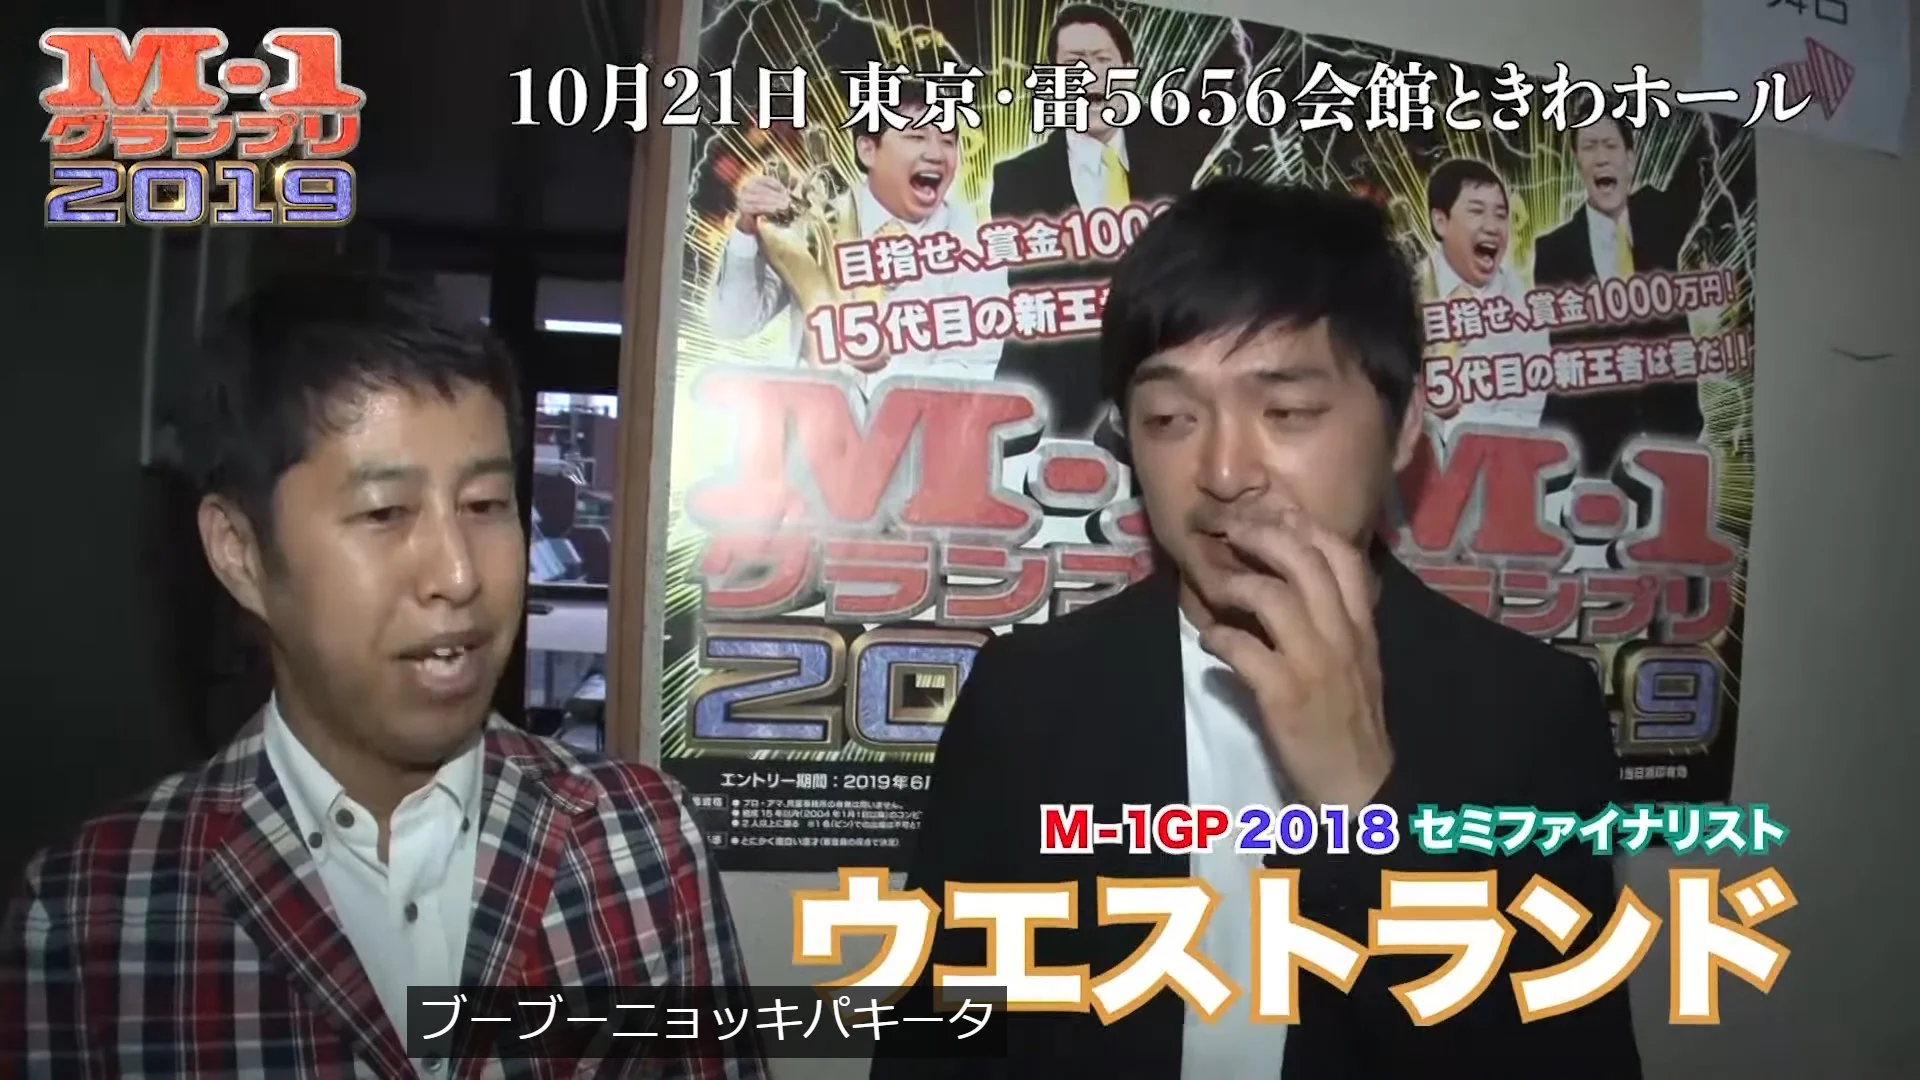 M-1
グランプリ
2019
10月21日 東京・雷5656会館ときわホール
目指せ、賞金100
15代目の新王者
M-1
グランプ
20
エントリー期間：2019年6月
目指せ、賞金1000万円!
5代目の新王者は君だ!!
M-1
ランプリ
19
M-1GP 2018 セミファイナリスト
ウエストランド
ブーブーニョッキパキータ